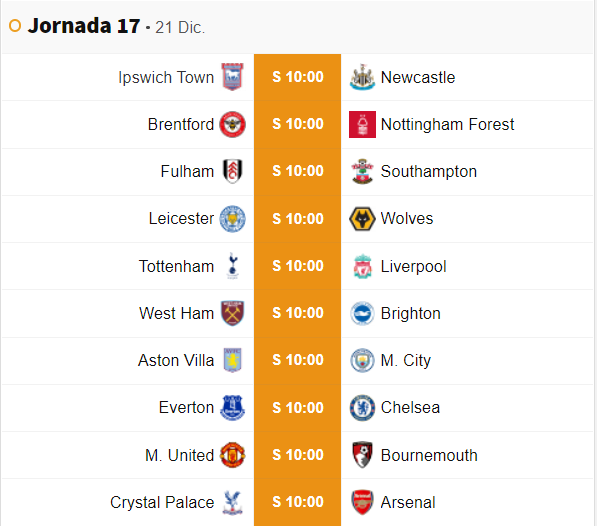 Jornada 17 · 21 Dic.
Ipswich Town S 10:00 Newcastle
Brentford S 10:00 Nottingham Forest
Fulham S 10:00 Southampton
Leicester S 10:00 Wolves
Tottenham S 10:00 Liverpool
West Ham S 10:00 Brighton
Aston Villa S 10:00 M. City
Everton S 10:00 Chelsea
M. United S 10:00 Bournemouth
Crystal Palace S 10:00 Arsenal